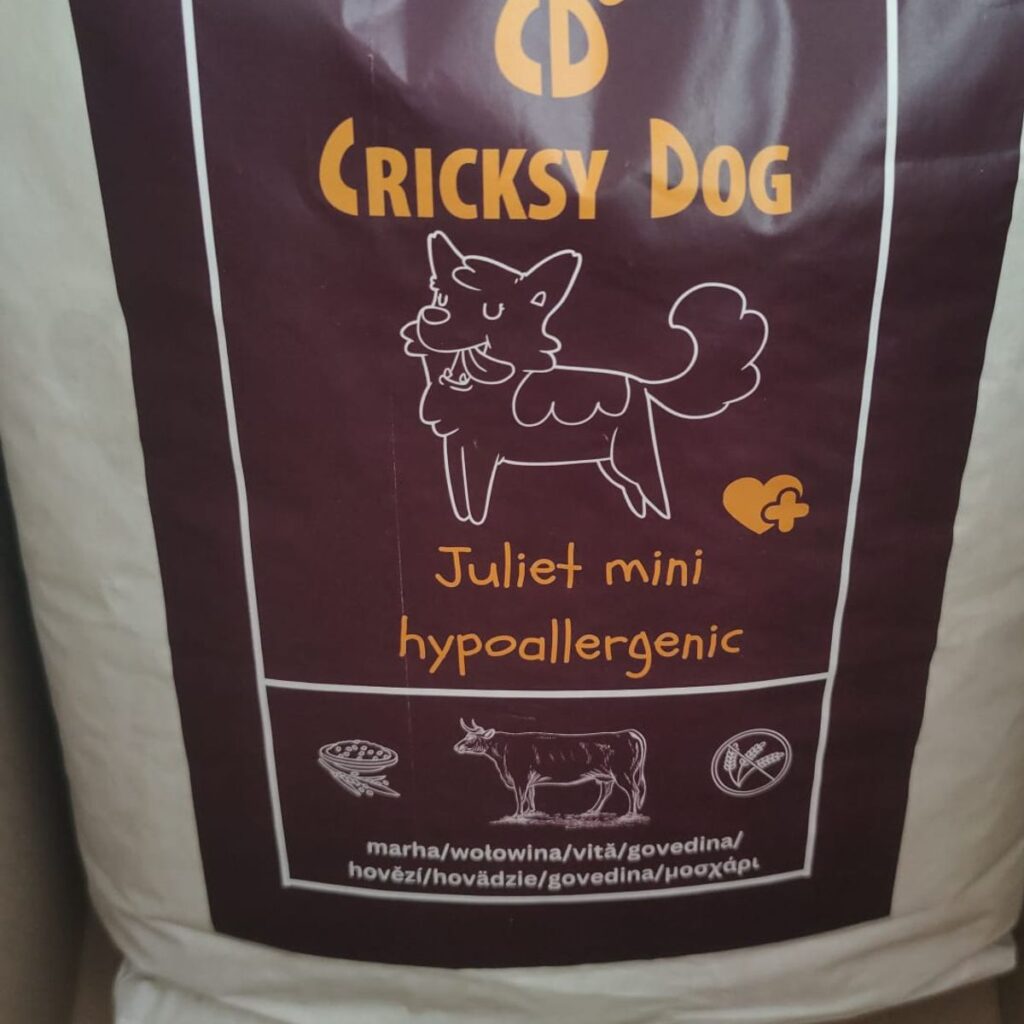 CD
CRICKSY DOG
Juliet mini
hypoallergenic
marha/wołowina/vită/govedina/
hovězí/hovädzie/govedina/μοσχάρι